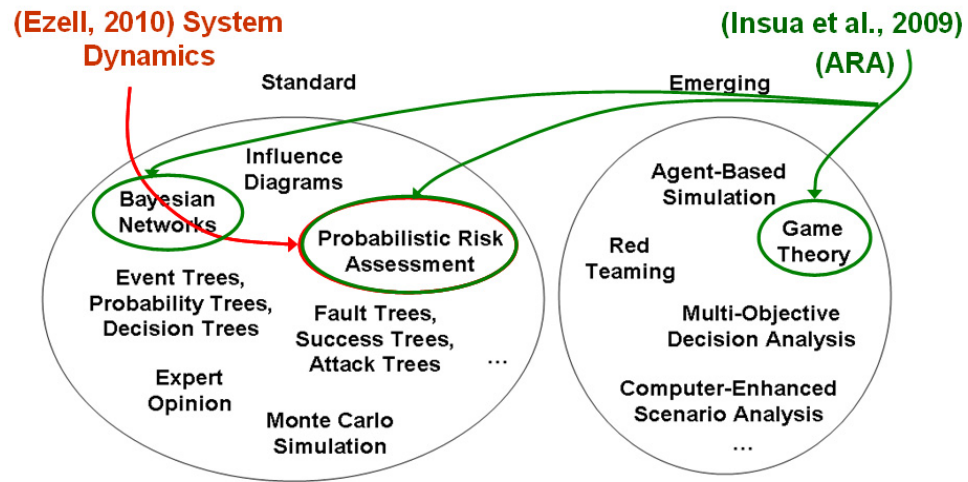 (Ezell, 2010) System
Dynamics
(Insua et al., 2009)
(ARA)
Standard
Emerging
Influence
Diagrams
Bayesian
Networks
Probabilistic Risk
Assessment
Event Trees,
Probability Trees,
Decision Trees
Fault Trees,
Success Trees,
Attack Trees
...
Expert
Opinion
Monte Carlo
Simulation
Agent-Based
Simulation
Game
Theory
Red
Teaming
Multi-Objective
Decision Analysis
Computer-Enhanced
Scenario Analysis
...